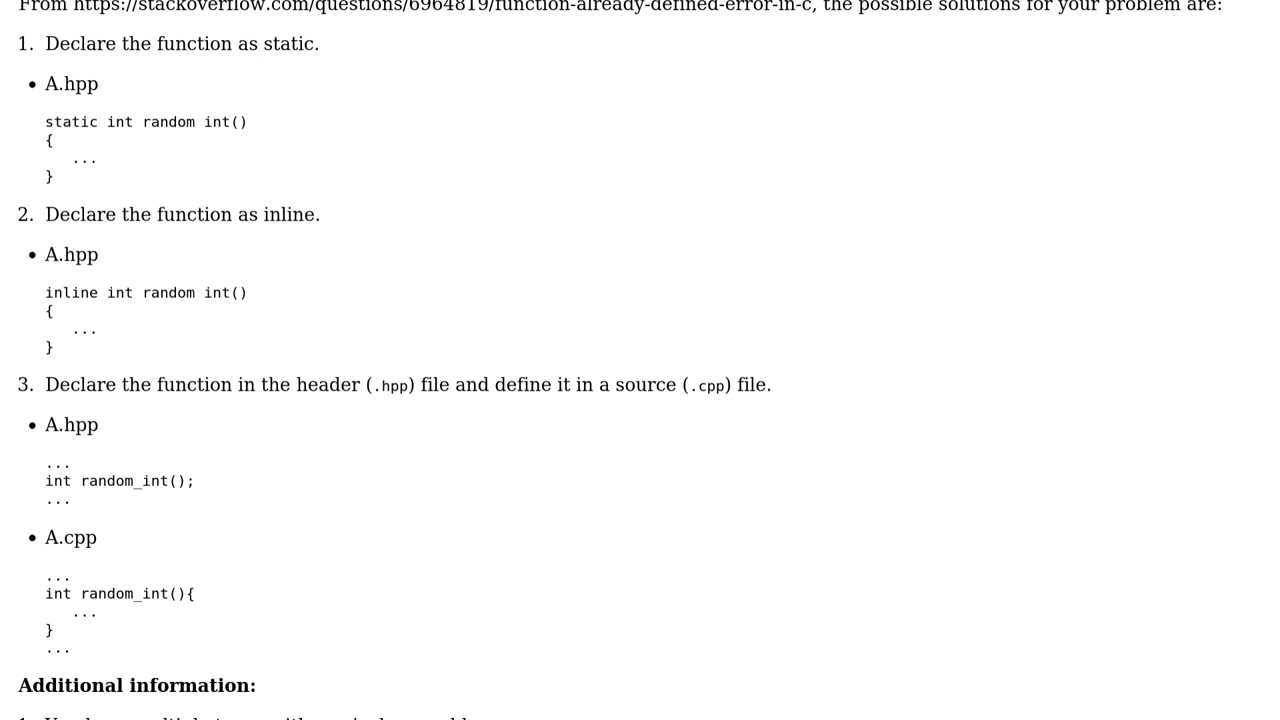 From https://stackoverflow.com/questions/6964819/function-already-defined-error-in-c, the possible solutions for your problem are:
1. Declare the function as static.
• A.hpp
static int random int()
{
...
}
2. Declare the function as inline.
• A.hpp
inline int random int()
{
...
}
3. Declare the function in the header (.hpp) file and define it in a source (.cpp) file.
• A.hpp
...
int random_int();
...
• A.cpp
...
int random_int(){
...
}
...
Additional information: